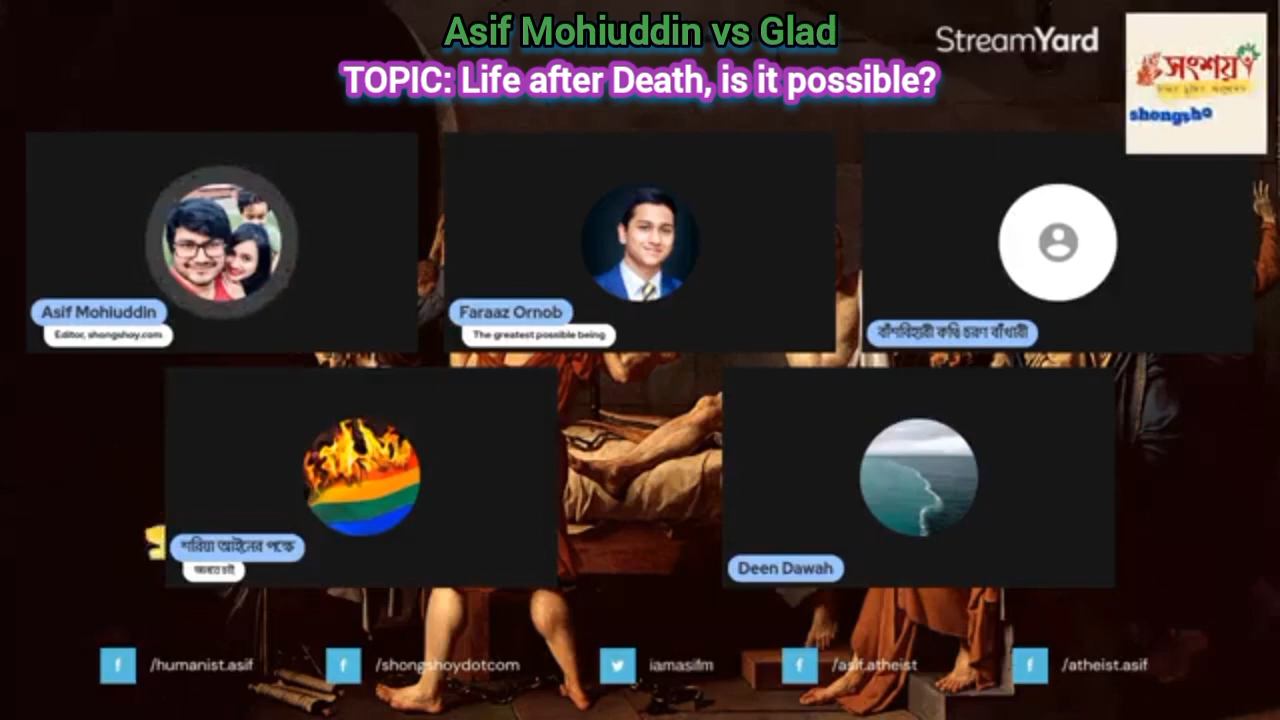 Asif Mohiuddin vs Glad
TOPIC: Life after Death, is it possible?
StreamYard
সংশয়
shongsho
Asif Mohiuddin
Editor, shongshoy.com
Faraaz Ornob
The greatest possible being
বাঁশবিহারী
শরিয়া আইনের পক্ষে
জানতে চাই
Deen Dawah
/humanist.asif
/shongshoydotcom
iamasifm
/asif.atheist
/atheist.asif